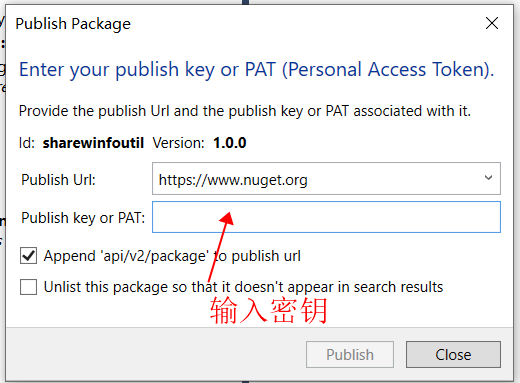 Publish Package
Enter your publish key or PAT (Personal Access Token).
Provide the publish Url and the publish key or PAT associated with it.
Id: sharewinfoutil Version: 1.0.0
Publish Url: https://www.nuget.org
Publish key or PAT:
Append 'api/v2/package' to publish url
Unlist this package so that it doesn't appear in search results
输入密钥
Publish Close